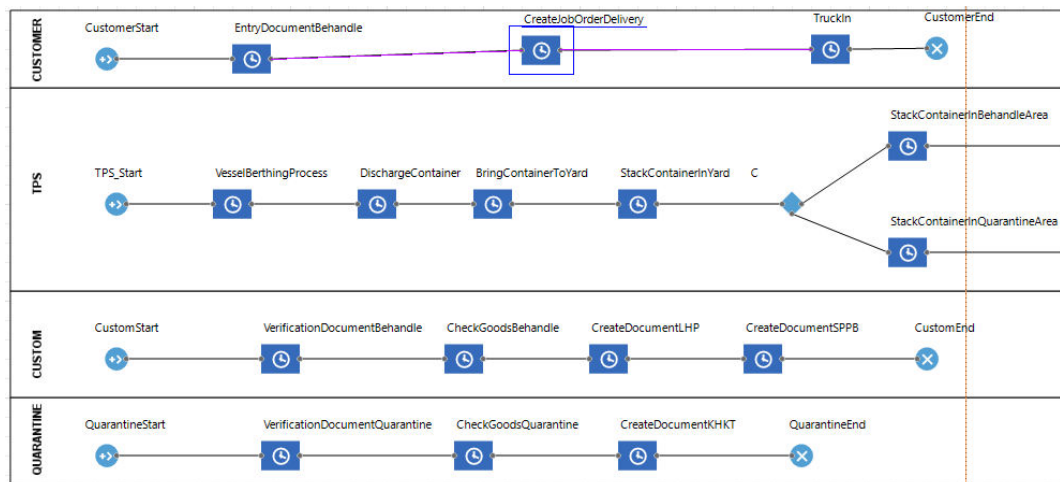 CUSTOMER
CustomerStart
EntryDocumentBehandle
CreateJobOrderDelivery
TruckIn
CustomerEnd
TPS
TPS_Start
VesselBerthingProcess
DischargeContainer
BringContainerToYard
StackContainerInYard
C
StackContainerInBehandleArea
StackContainerInQuarantineArea
CUSTOM
CustomStart
VerificationDocumentBehandle
CheckGoodsBehandle
CreateDocumentLHP
CreateDocumentSPPB
CustomEnd
QUARANTINE
QuarantineStart
VerificationDocumentQuarantine
CheckGoodsQuarantine
CreateDocumentKHKT
QuarantineEnd